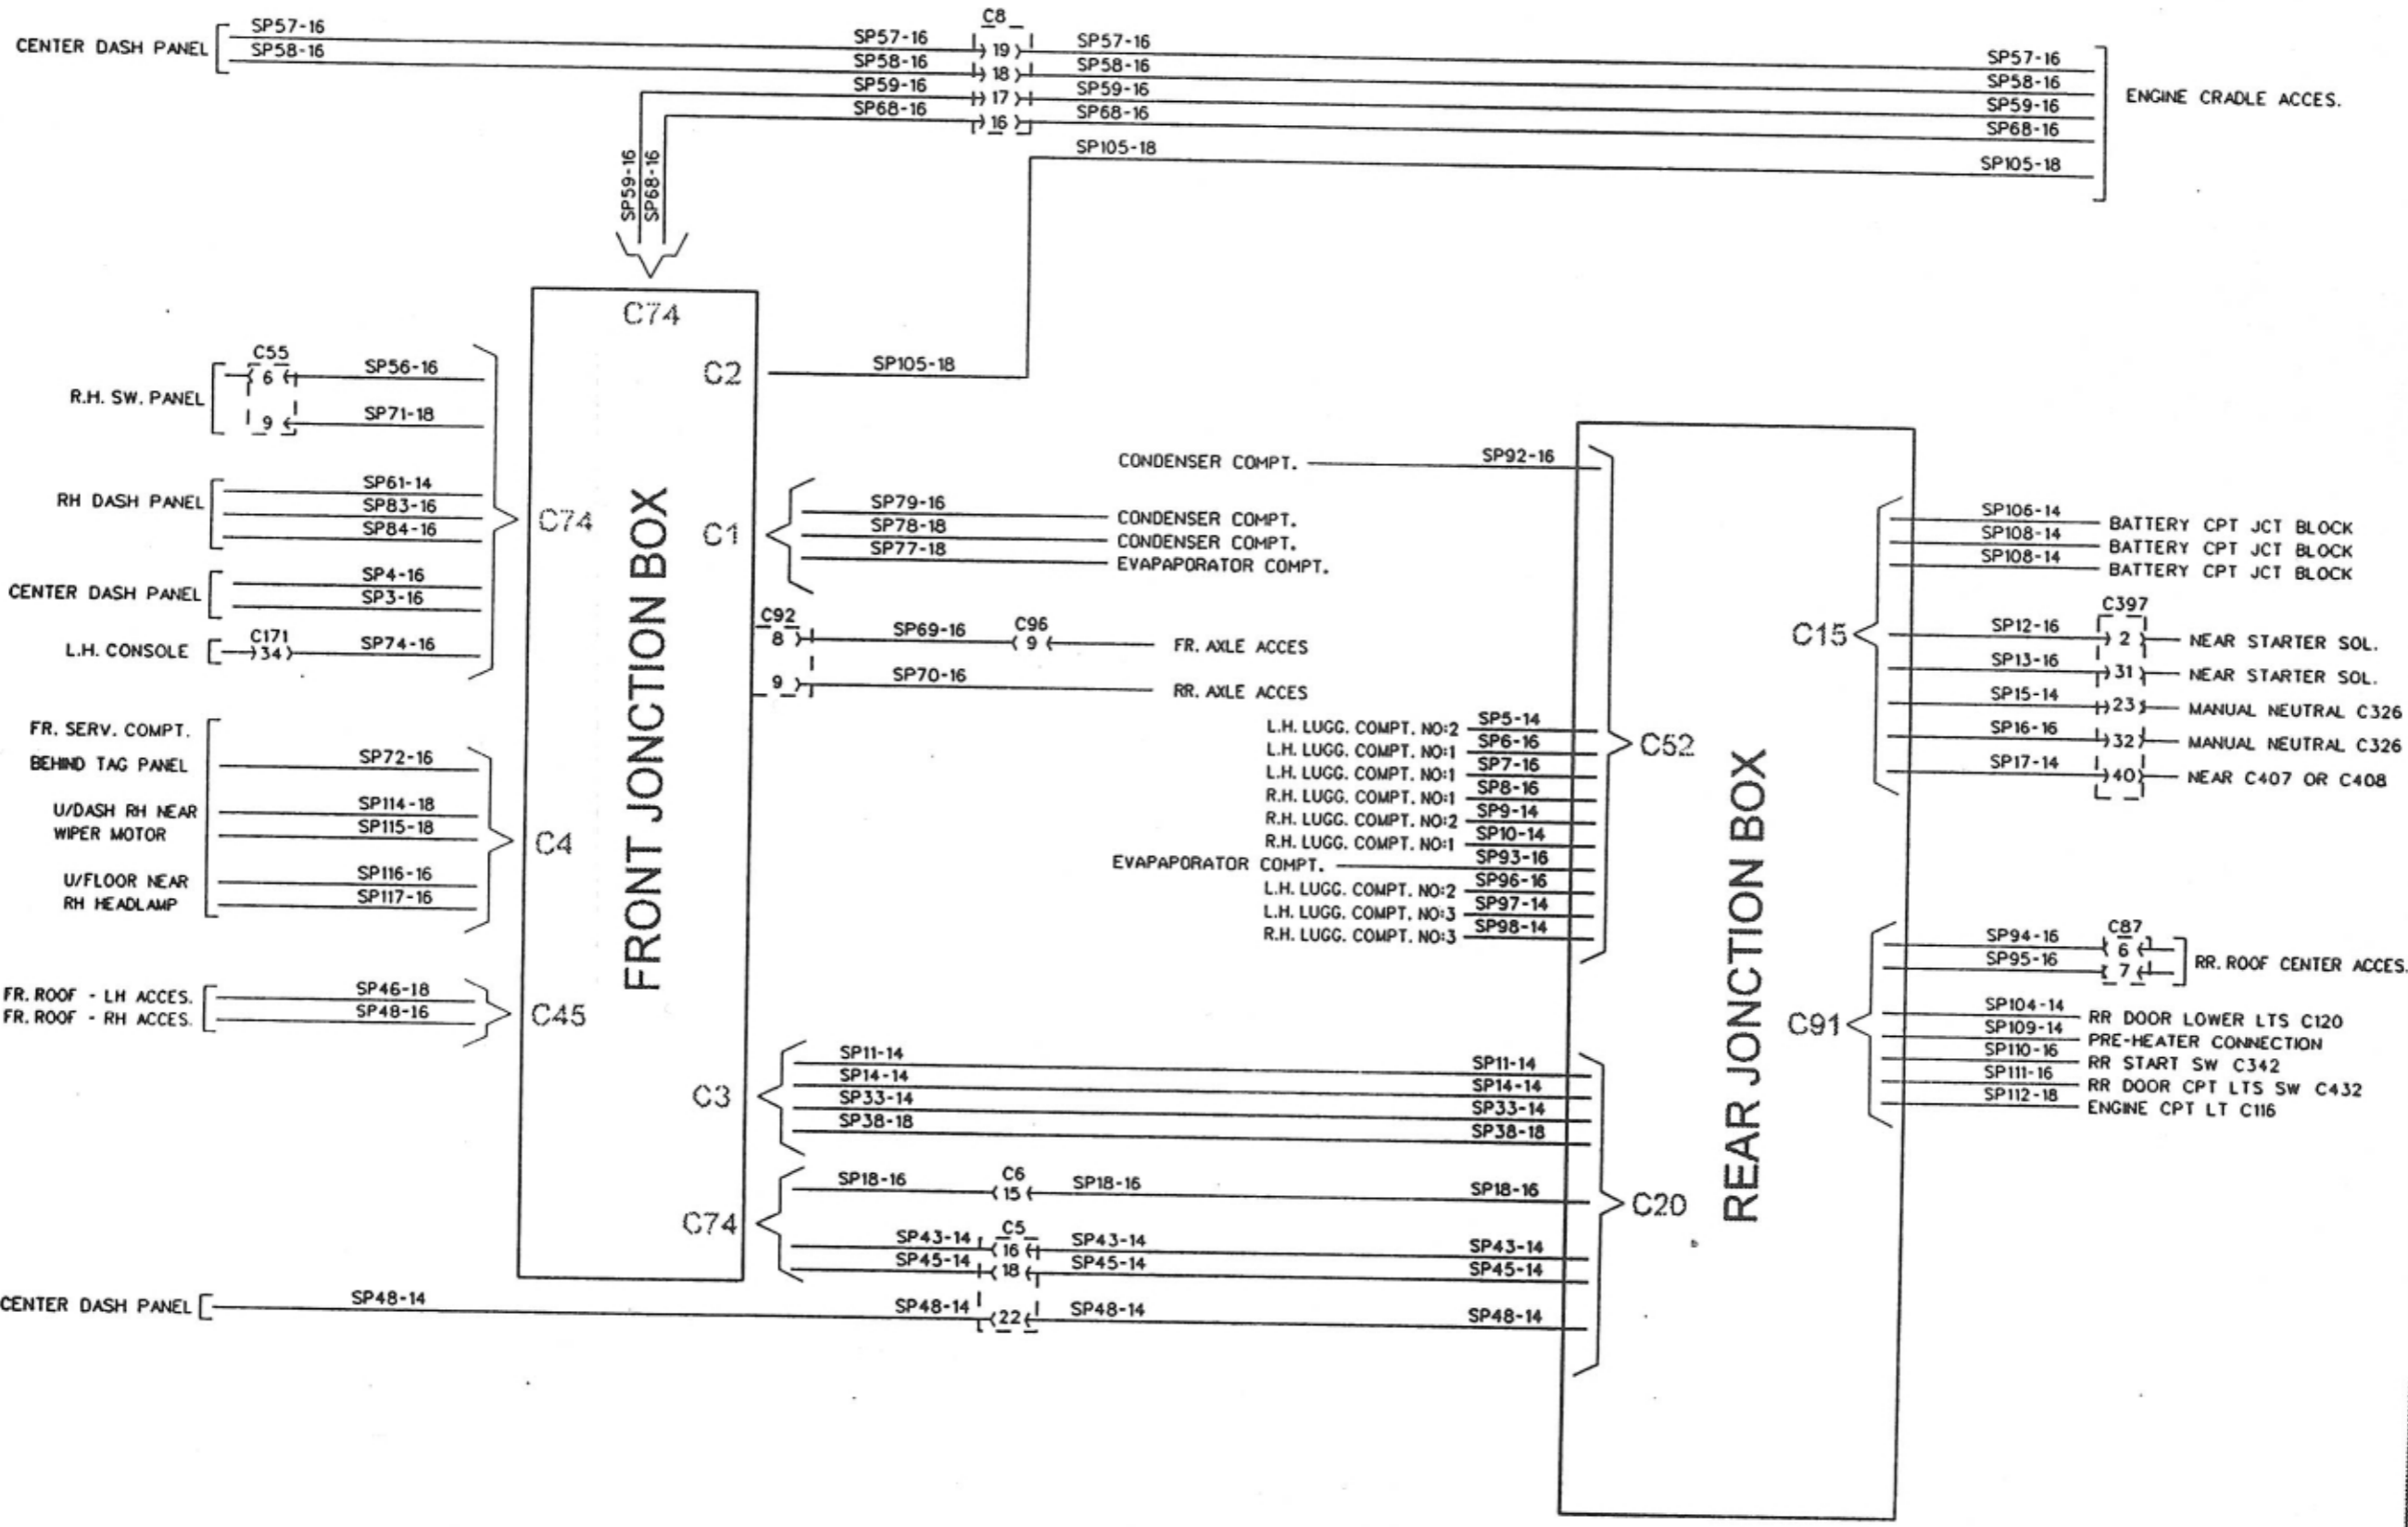 C8
CENTER DASH PANEL
SP57-16 SP57-16 19 SP57-16 SP57-16
SP58-16 SP58-16 18 SP58-16 SP58-16
SP59-16 17 SP59-16 SP59-16
SP68-16 16 SP68-16 SP68-16
ENGINE CRADLE ACCES.
SP105-18 SP105-18
SP59-16
SP68-16
C74
C2 SP105-18
R.H. SW. PANEL
C55
6 SP56-16
9 SP71-18
RH DASH PANEL
SP61-14
SP83-16
SP84-16
C74
CENTER DASH PANEL
SP4-16
SP3-16
L.H. CONSOLE C171 34 SP74-16
FR. SERV. COMPT.
BEHIND TAG PANEL SP72-16
U/DASH RH NEAR SP114-18
WIPER MOTOR SP115-18
C4
U/FLOOR NEAR SP116-16
RH HEADLAMP SP117-16
FR. ROOF - LH ACCES. SP46-18
FR. ROOF - RH ACCES. SP48-16
C45
FRONT JONCTION BOX
C1
SP79-16 CONDENSER COMPT.
SP78-18 CONDENSER COMPT.
SP77-18 EVAPAPORATOR COMPT.
C92
8 SP69-16 C96 9 FR. AXLE ACCES
9 SP70-16 RR. AXLE ACCES
C3
SP11-14 SP11-14
SP14-14 SP14-14
SP33-14 SP33-14
SP38-18 SP38-18
C74
SP18-16 C6 15 SP18-16 SP18-16
C5
SP43-14 16 SP43-14 SP43-14
SP45-14 18 SP45-14 SP45-14
CENTER DASH PANEL SP48-14 SP48-14 22 SP48-14 SP48-14
C20
CONDENSER COMPT. SP92-16
L.H. LUGG. COMPT. NO:2 SP5-14
L.H. LUGG. COMPT. NO:1 SP6-16
L.H. LUGG. COMPT. NO:1 SP7-16
R.H. LUGG. COMPT. NO:1 SP8-16
R.H. LUGG. COMPT. NO:2 SP9-14
R.H. LUGG. COMPT. NO:1 SP10-14
EVAPAPORATOR COMPT. SP93-16
L.H. LUGG. COMPT. NO:2 SP96-16
L.H. LUGG. COMPT. NO:3 SP97-14
R.H. LUGG. COMPT. NO:3 SP98-14
C52
REAR JONCTION BOX
C15
SP106-14 BATTERY CPT JCT BLOCK
SP108-14 BATTERY CPT JCT BLOCK
SP108-14 BATTERY CPT JCT BLOCK
C397
SP12-16 2 NEAR STARTER SOL.
SP13-16 31 NEAR STARTER SOL.
SP15-14 23 MANUAL NEUTRAL C326
SP16-16 32 MANUAL NEUTRAL C326
SP17-14 40 NEAR C407 OR C408
C91
C87
SP94-16 6
SP95-16 7
RR. ROOF CENTER ACCES.
SP104-14 RR DOOR LOWER LTS C120
SP109-14 PRE-HEATER CONNECTION
SP110-16 RR START SW C342
SP111-16 RR DOOR CPT LTS SW C432
SP112-18 ENGINE CPT LT C116